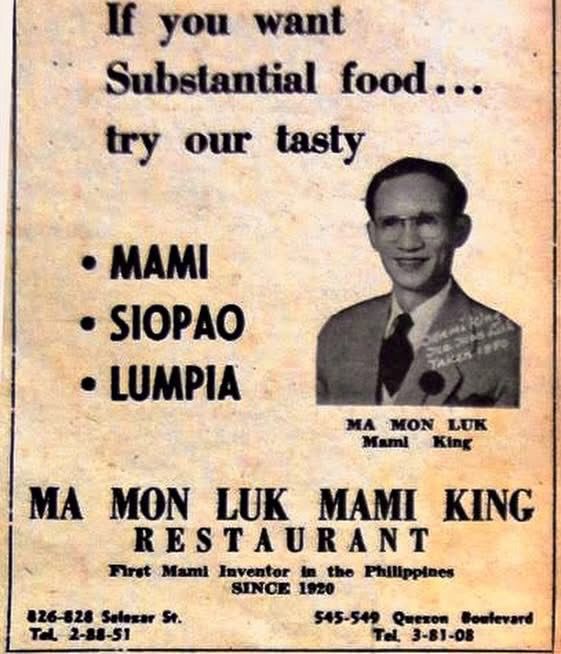 If you want
Substantial food...
try our tasty
• MAMI
• SIOPAO
• LUMPIA
TAKEN 1950
MA MON LUK
Mami King
MA MON LUK MAMI KING
RESTAURANT
First Mami Inventor in the Philippines
SINCE 1920
826-828 Salazar St.
Tel. 2-88-51
545-549 Quezon Boulevard
Tel. 3-81-08